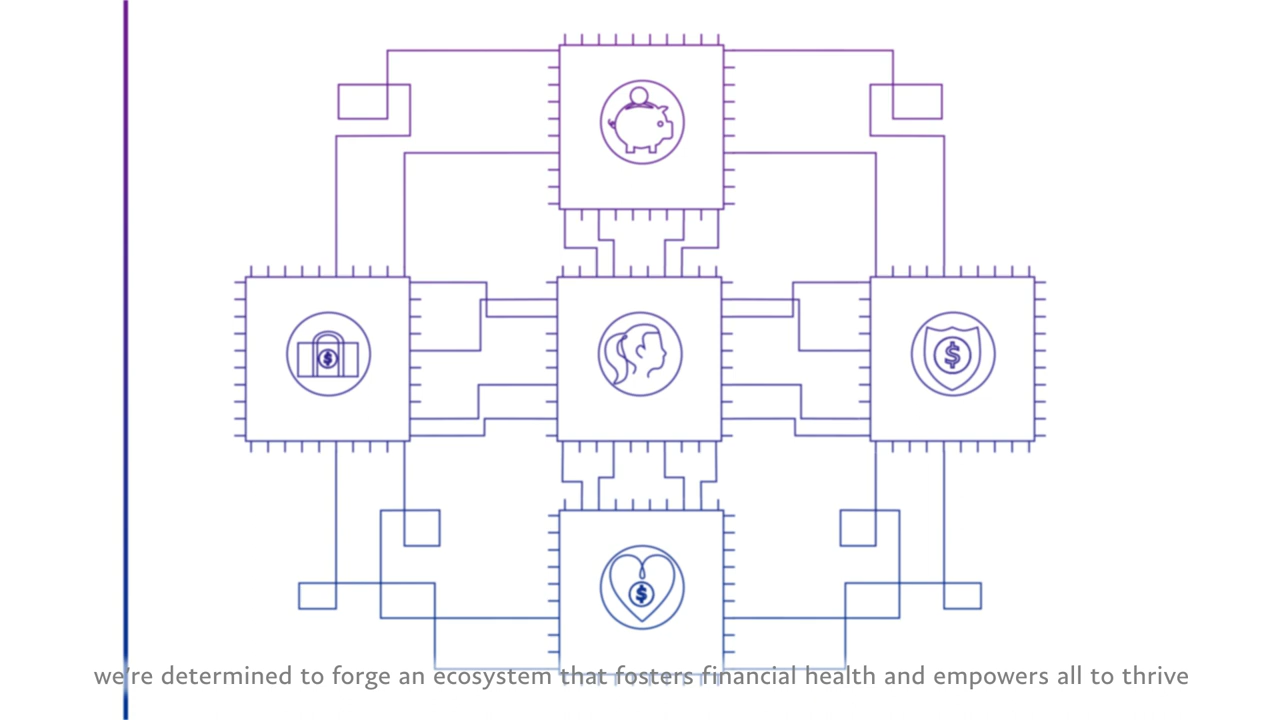 $
$
$
we're determined to forge an ecosystem that fosters financial health and empowers all to thrive